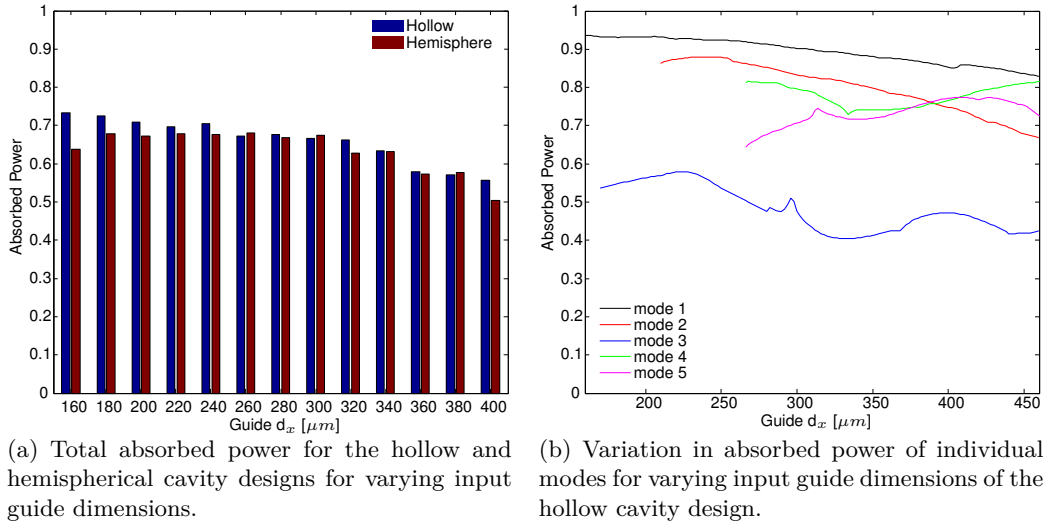 1
0.9
0.8
0.7
0.6
0.5
0.4
0.3
0.2
0.1
0
Absorbed Power
Hollow
Hemisphere
160 180 200 220 240 260 280 300 320 340 360 380 400
Guide dₓ [μm]
(a) Total absorbed power for the hollow and
hemispherical cavity designs for varying input
guide dimensions.
1
0.9
0.8
0.7
0.6
0.5
0.4
0.3
0.2
0.1
0
Absorbed Power
mode 1
mode 2
mode 3
mode 4
mode 5
200 250 300 350 400 450
Guide dₓ [μm]
(b) Variation in absorbed power of individual
modes for varying input guide dimensions of the
hollow cavity design.